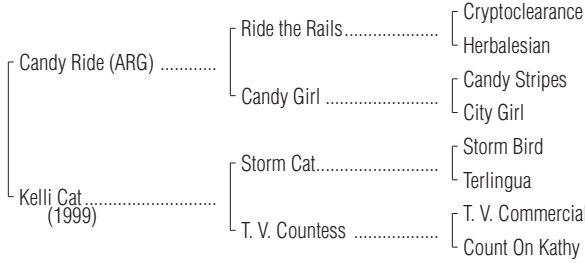 Cryptoclearance
Ride the Rails.....................
Herbalesian
Candy Ride (ARG) ............
Candy Stripes
Candy Girl .........................
City Girl
Storm Bird
Storm Cat...........................
Terlingua
Kelli Cat.............................
(1999)
T. V. Commercial
T. V. Countess ...................
Count On Kathy